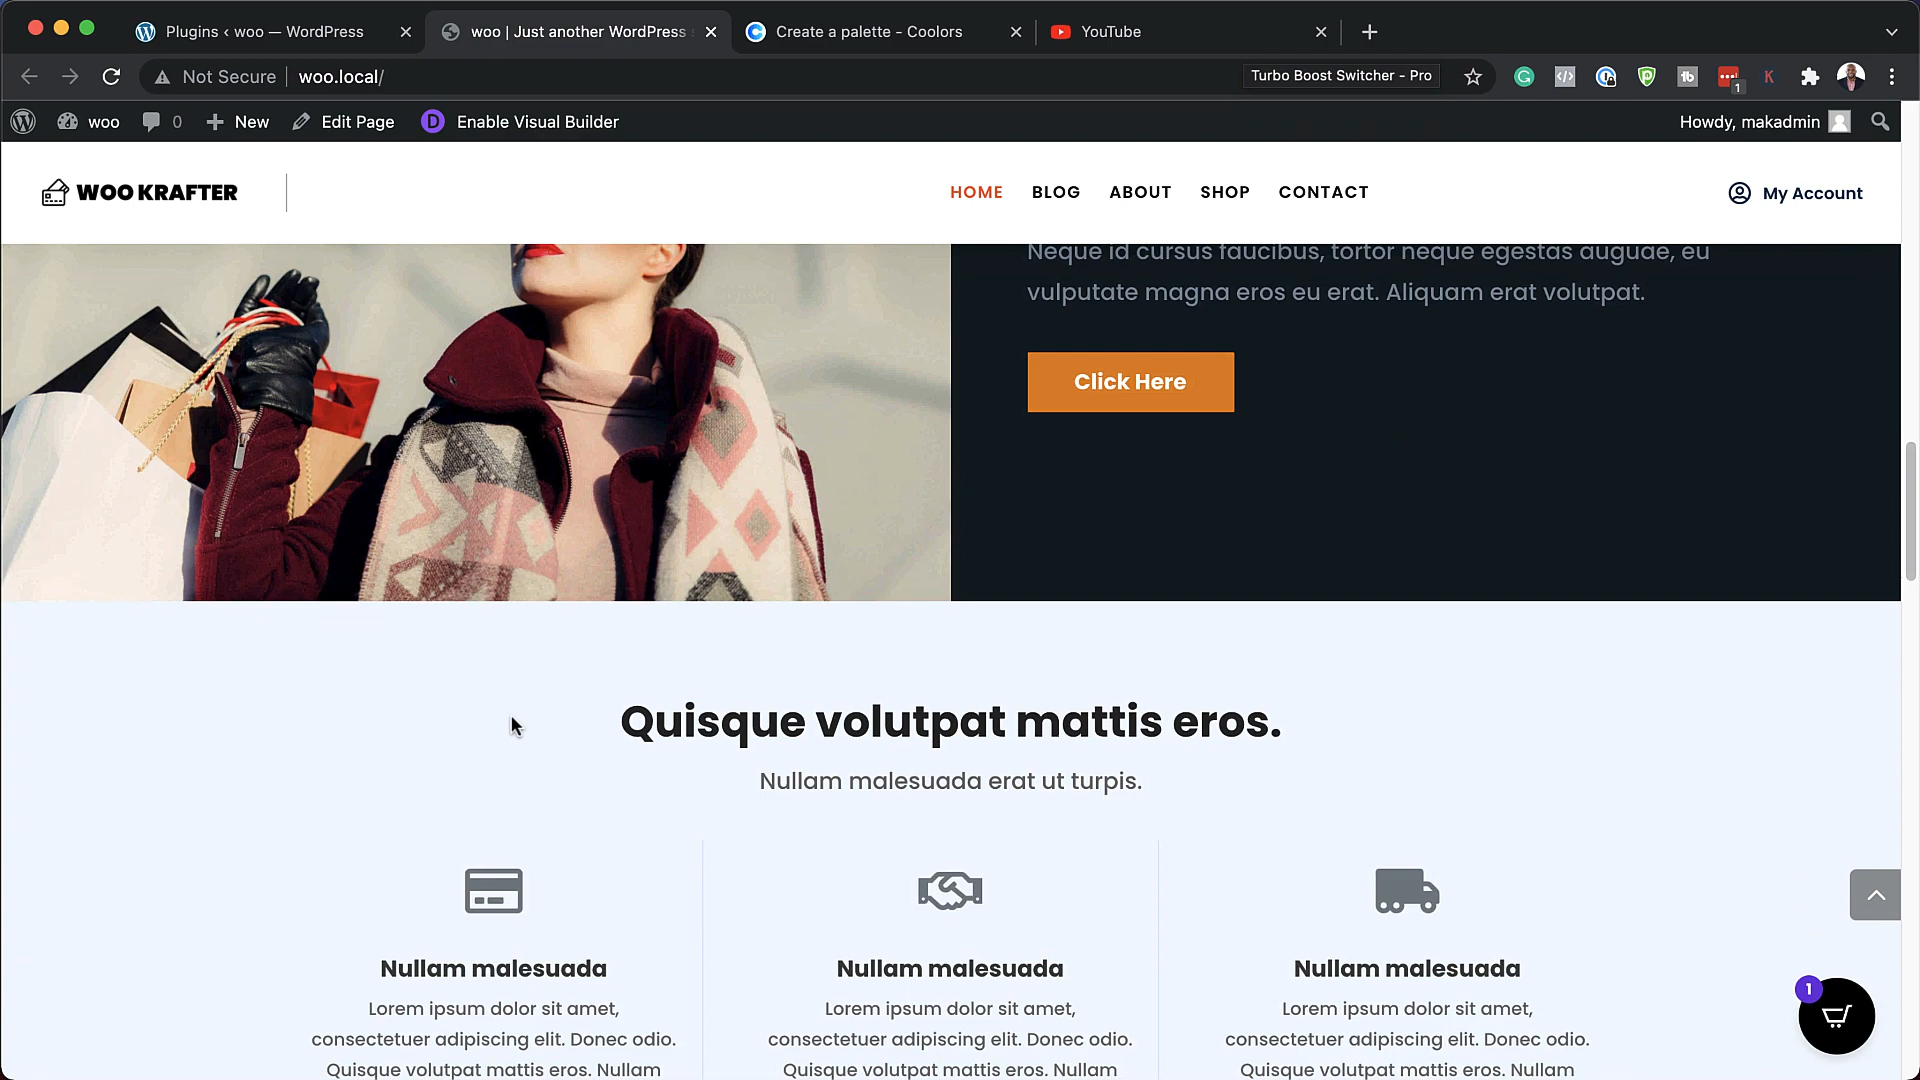 Plugins ‹ woo — WordPress
woo | Just another WordPress
Create a palette - Coolors
YouTube
Not Secure
woo.local/
Turbo Boost Switcher - Pro
1
woo
0
New
Edit Page
Enable Visual Builder
Howdy, makadmin
WOO KRAFTER
HOME
BLOG
ABOUT
SHOP
CONTACT
My Account
Neque id cursus faucibus, tortor neque egestas augue, eu
vulputate magna eros eu erat. Aliquam erat volutpat.
Click Here
Quisque volutpat mattis eros.
Nullam malesuada erat ut turpis.
Nullam malesuada
Lorem ipsum dolor sit amet,
consectetuer adipiscing elit. Donec odio.
Quisque volutpat mattis eros. Nullam
Nullam malesuada
Lorem ipsum dolor sit amet,
consectetuer adipiscing elit. Donec odio.
Quisque volutpat mattis eros. Nullam
Nullam malesuada
Lorem ipsum dolor sit amet,
consectetuer adipiscing elit. Donec odio.
Quisque volutpat mattis eros. Nullam
1